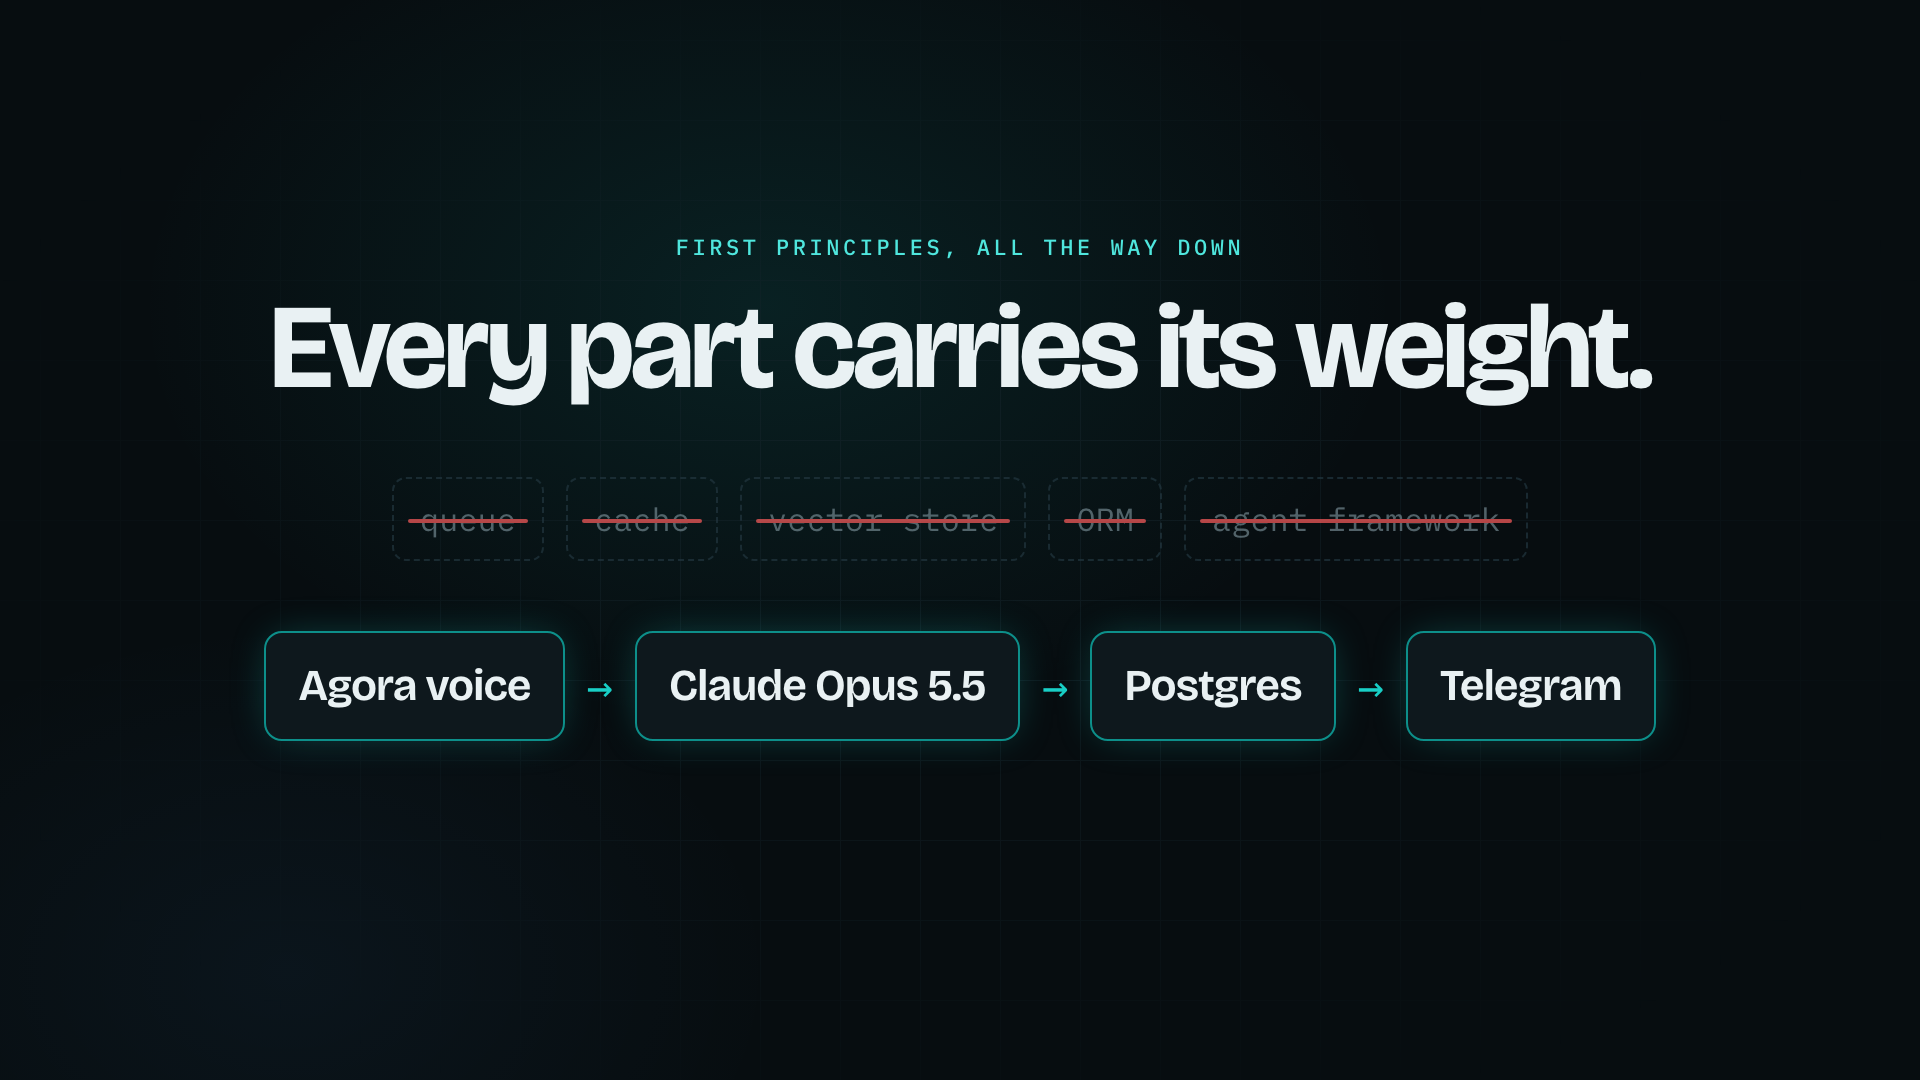 FIRST PRINCIPLES, ALL THE WAY DOWN
Every part carries its weight.
queue cache vector store ORM agent framework
Agora voice → Claude Opus 5.5 → Postgres → Telegram